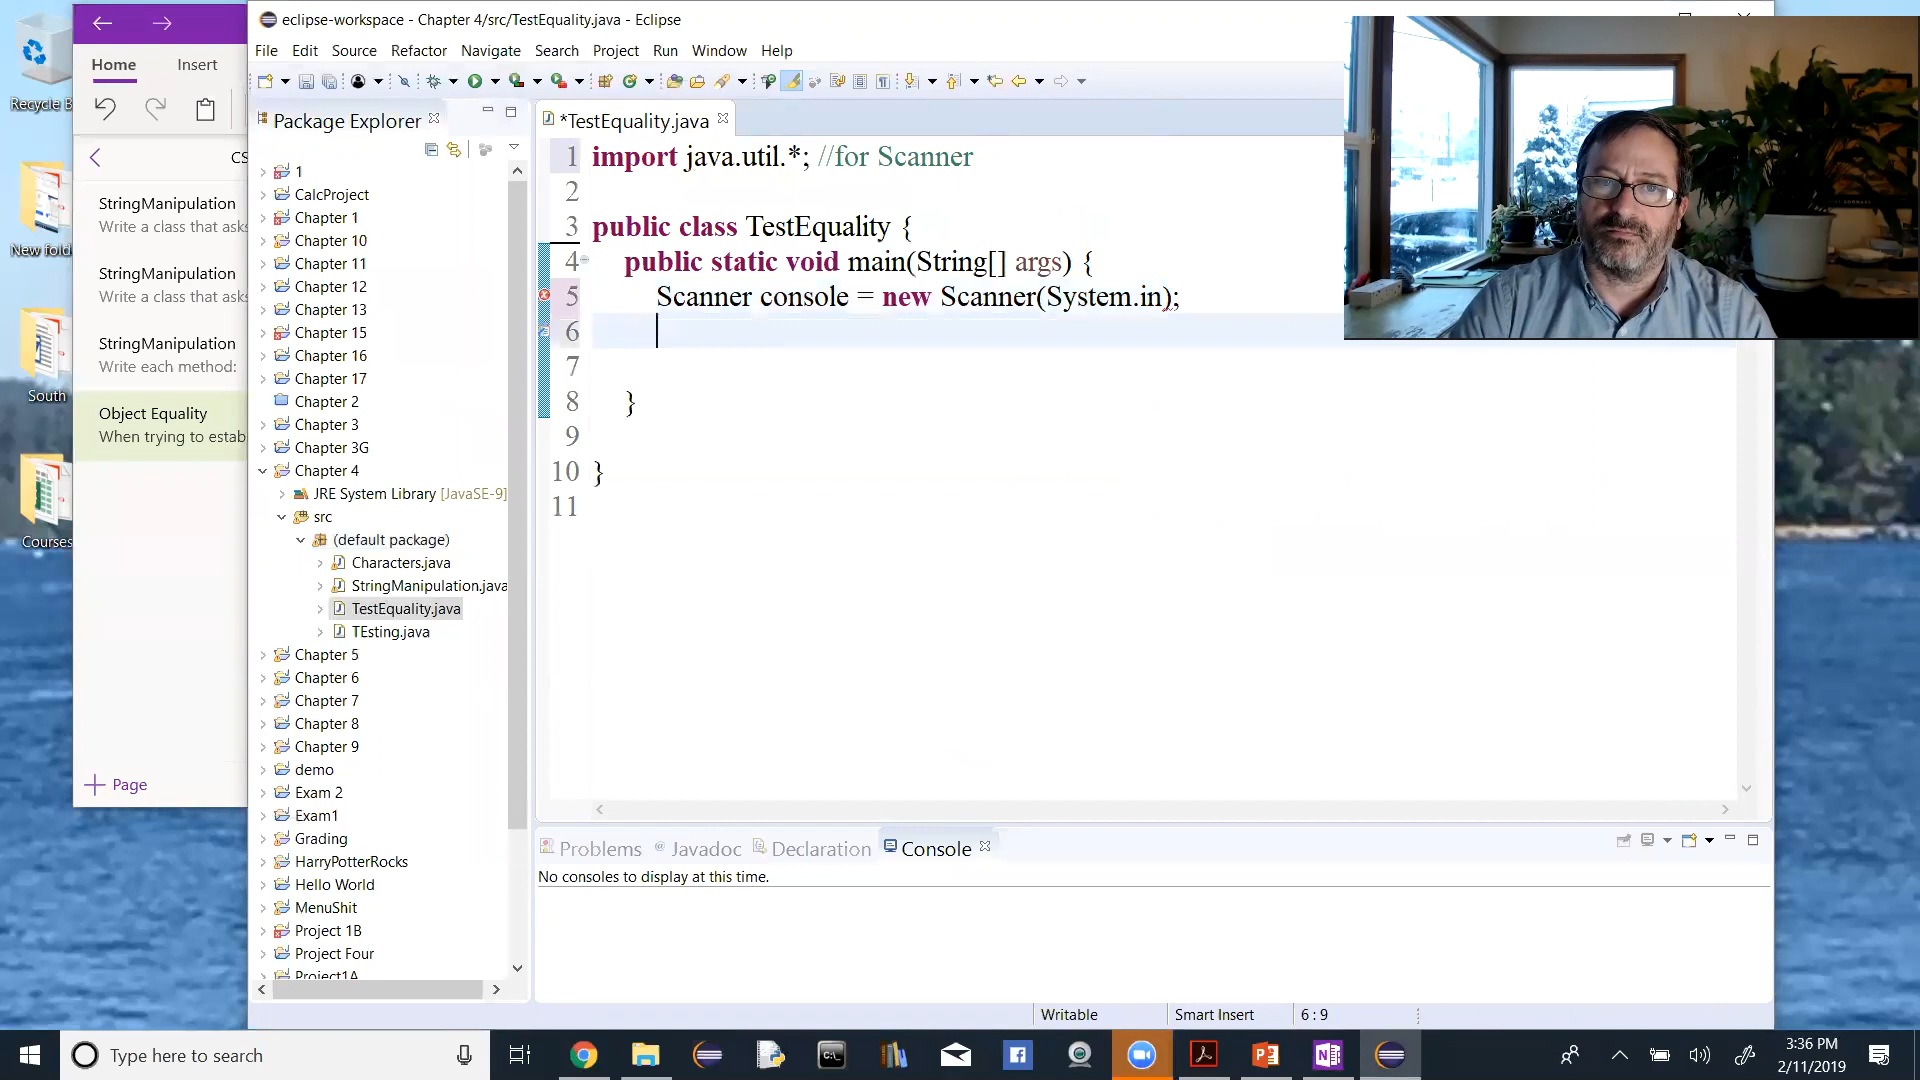 Recycle B
New fold
South
Courses
Home
Insert
CS
StringManipulation
Write a class that asks
StringManipulation
Write a class that asks
StringManipulation
Write each method:
Object Equality
When trying to estab
Page
eclipse-workspace - Chapter 4/src/TestEquality.java - Eclipse
File Edit Source Refactor Navigate Search Project Run Window Help
Package Explorer
1
CalcProject
Chapter 1
Chapter 10
Chapter 11
Chapter 12
Chapter 13
Chapter 15
Chapter 16
Chapter 17
Chapter 2
Chapter 3
Chapter 3G
Chapter 4
JRE System Library [JavaSE-9]
src
(default package)
Characters.java
StringManipulation.java
TestEquality.java
TEsting.java
Chapter 5
Chapter 6
Chapter 7
Chapter 8
Chapter 9
demo
Exam 2
Exam1
Grading
HarryPotterRocks
Hello World
MenuShit
Project 1B
Project Four
Project1A
*TestEquality.java
1 import java.util.*; //for Scanner
2
3 public class TestEquality {
4 public static void main(String[] args) {
5 Scanner console = new Scanner(System.in);
6
7
8 }
9
10 }
11
Problems @ Javadoc Declaration Console
No consoles to display at this time.
Writable Smart Insert 6 : 9
Type here to search
3:36 PM
2/11/2019